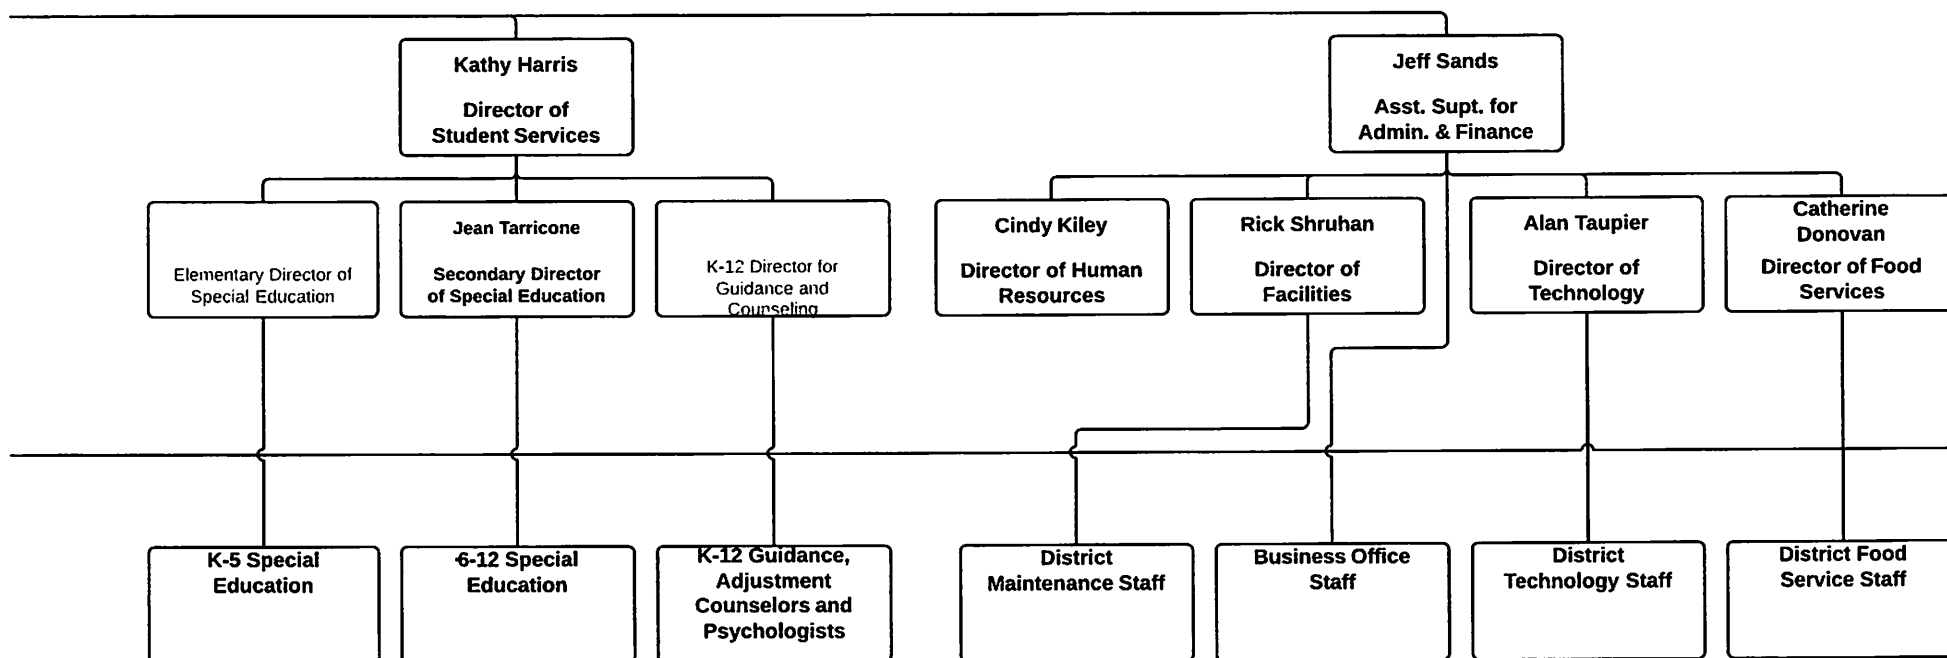 Kathy Harris
Director of
Student Services
Jeff Sands
Asst. Supt. for
Admin. & Finance
Elementary Director of
Special Education
Jean Tarricone
Secondary Director
of Special Education
K-12 Director for
Guidance and
Counseling
Cindy Kiley
Director of Human
Resources
Rick Shruhan
Director of
Facilities
Alan Taupier
Director of
Technology
Catherine
Donovan
Director of Food
Services
K-5 Special
Education
6-12 Special
Education
K-12 Guidance,
Adjustment
Counselors and
Psychologists
District
Maintenance Staff
Business Office
Staff
District
Technology Staff
District Food
Service Staff